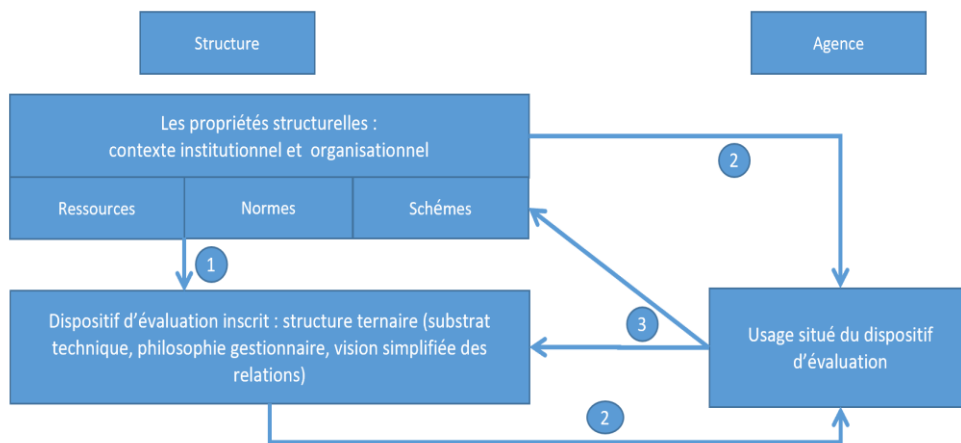 Structure
Agence
Les propriétés structurelles :
contexte institutionnel et organisationnel
2
Ressources
Normes
Schémes
1
Dispositif d'évaluation inscrit : structure ternaire (substrat
technique, philosophie gestionnaire, vision simplifiée des
relations)
3
Usage situé du dispositif
d'évaluation
2